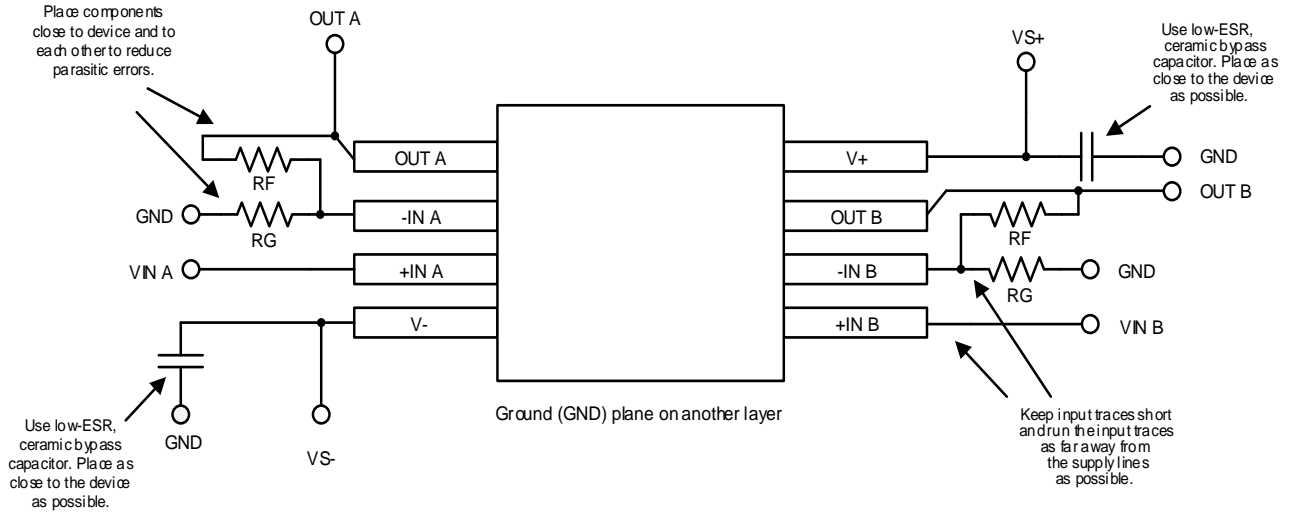 Place components
close to device and to
each other to reduce
parasitic errors.
OUT A
VS+
Use low-ESR,
ceramic bypass
capacitor. Place as
close to the device
as possible.
OUT A
V+
GND
RF
OUT B
GND
-IN A
OUT B
RG
RF
VIN A
+IN A
-IN B
GND
RG
V-
+IN B
VIN B
Ground (GND) plane on another layer
Use low-ESR,
ceramic bypass
capacitor. Place as
close to the device
as possible.
GND
VS-
Keep input traces short
and run the input traces
as far away from
the supply lines
as possible.